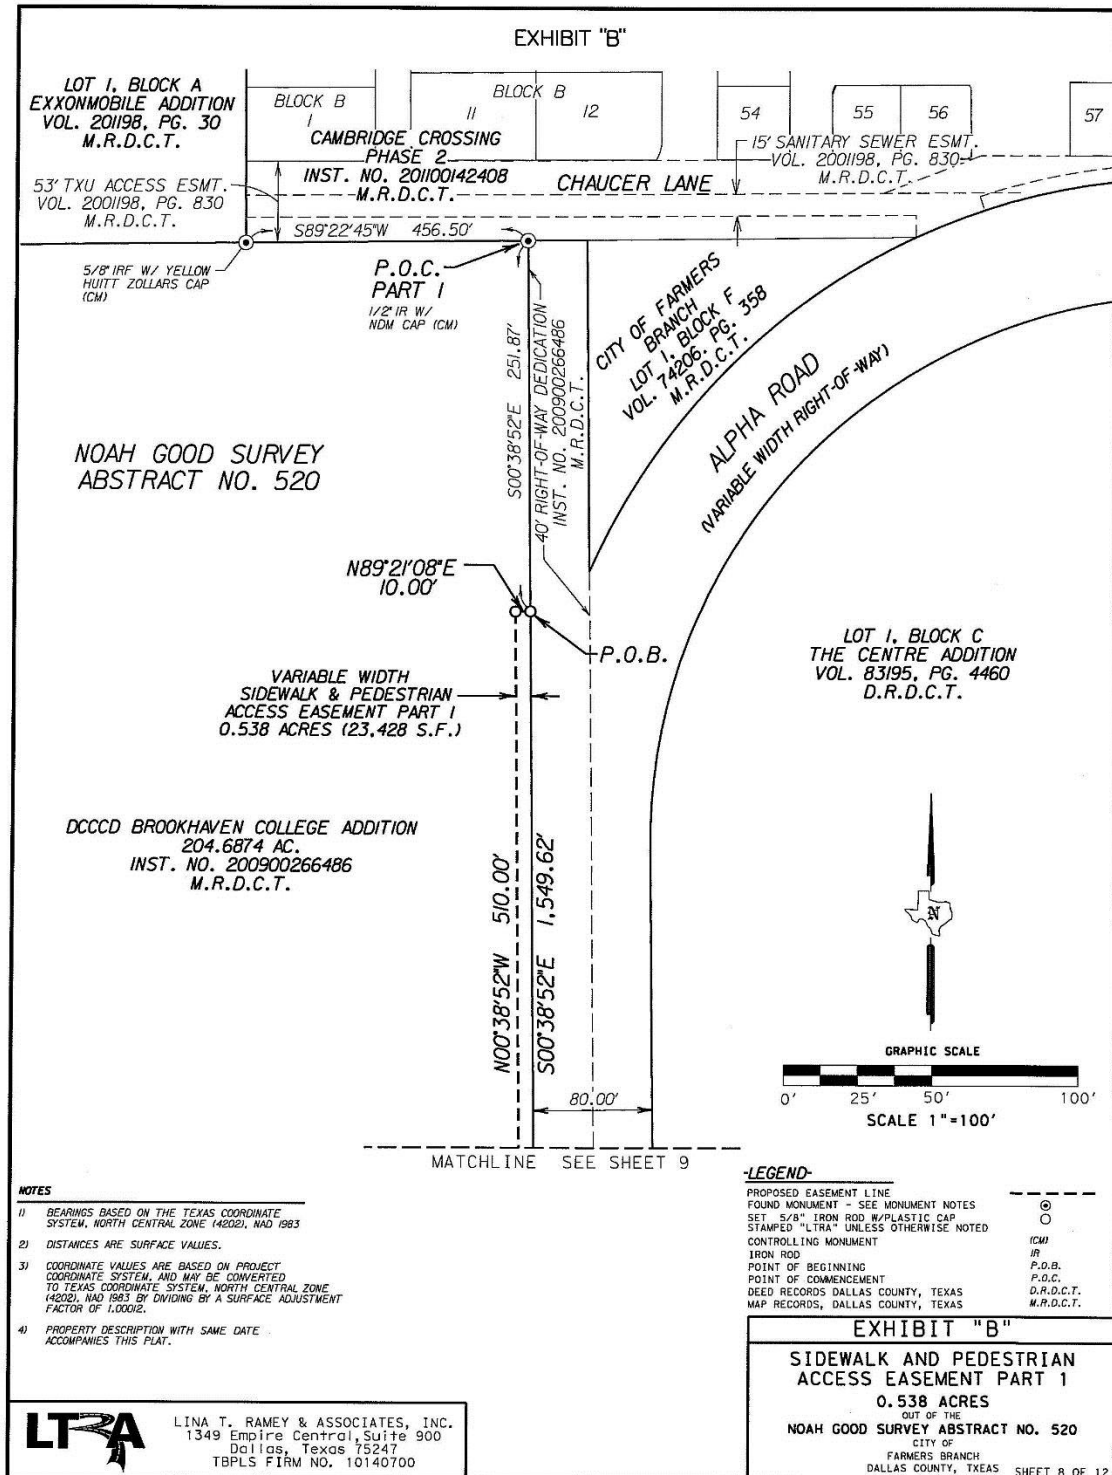 EXHIBIT "B"
LOT 1, BLOCK A
EXXONMOBILE ADDITION
VOL. 201198, PG. 30
M.R.D.C.T.
BLOCK B
1
11
BLOCK B
12
54
55
56
57
CAMBRIDGE CROSSING
PHASE 2
INST. NO. 201100142408
M.R.D.C.T.
CHAUCER LANE
15' SANITARY SEWER ESMT.
VOL. 2001198, PG. 830
M.R.D.C.T.
53' TXU ACCESS ESMT.
VOL. 2001198, PG. 830
M.R.D.C.T.
S89°22'45"W 456.50'
5/8" IRF W/ YELLOW
HUITT ZOLLARS CAP
(CM)
P.O.C.
PART 1
1/2" IR W/
NDM CAP (CM)
S00°38'52"E 251.87'
40' RIGHT-OF-WAY DEDICATION
INST. NO. 200900266486
M.R.D.C.T.
CITY OF FARMERS
BRANCH
LOT 1, BLOCK F
VOL. 74206, PG. 358
M.R.D.C.T.
ALPHA ROAD
(VARIABLE WIDTH RIGHT-OF-WAY)
NOAH GOOD SURVEY
ABSTRACT NO. 520
N89°21'08"E
10.00'
P.O.B.
LOT 1, BLOCK C
THE CENTRE ADDITION
VOL. 83195, PG. 4460
D.R.D.C.T.
VARIABLE WIDTH
SIDEWALK & PEDESTRIAN
ACCESS EASEMENT PART 1
0.538 ACRES (23,428 S.F.)
DCCCD BROOKHAVEN COLLEGE ADDITION
204.6874 AC.
INST. NO. 200900266486
M.R.D.C.T.
N00°38'52"W 510.00'
S00°38'52"E 1,549.62'
N
80.00'
GRAPHIC SCALE
0' 25' 50' 100'
SCALE 1"=100'
MATCHLINE SEE SHEET 9
NOTES
1) BEARINGS BASED ON THE TEXAS COORDINATE
SYSTEM, NORTH CENTRAL ZONE (4202), NAD 1983
2) DISTANCES ARE SURFACE VALUES.
3) COORDINATE VALUES ARE BASED ON PROJECT
COORDINATE SYSTEM, AND MAY BE CONVERTED
TO TEXAS COORDINATE SYSTEM, NORTH CENTRAL ZONE
(4202), NAD 1983 BY DIVIDING BY A SURFACE ADJUSTMENT
FACTOR OF 1.00012.
4) PROPERTY DESCRIPTION WITH SAME DATE
ACCOMPANIES THIS PLAT.
-LEGEND-
PROPOSED EASEMENT LINE
FOUND MONUMENT - SEE MONUMENT NOTES
SET 5/8" IRON ROD W/PLASTIC CAP
STAMPED "LTRA" UNLESS OTHERWISE NOTED
CONTROLLING MONUMENT (CM)
IRON ROD IR
POINT OF BEGINNING P.O.B.
POINT OF COMMENCEMENT P.O.C.
DEED RECORDS DALLAS COUNTY, TEXAS D.R.D.C.T.
MAP RECORDS, DALLAS COUNTY, TEXAS M.R.D.C.T.
LTRA
LINA T. RAMEY & ASSOCIATES, INC.
1349 Empire Central, Suite 900
Dallas, Texas 75247
TBPLS FIRM NO. 10140700
EXHIBIT "B"
SIDEWALK AND PEDESTRIAN
ACCESS EASEMENT PART 1
0.538 ACRES
OUT OF THE
NOAH GOOD SURVEY ABSTRACT NO. 520
CITY OF
FARMERS BRANCH
DALLAS COUNTY, TXEAS SHEET 8 OF 12